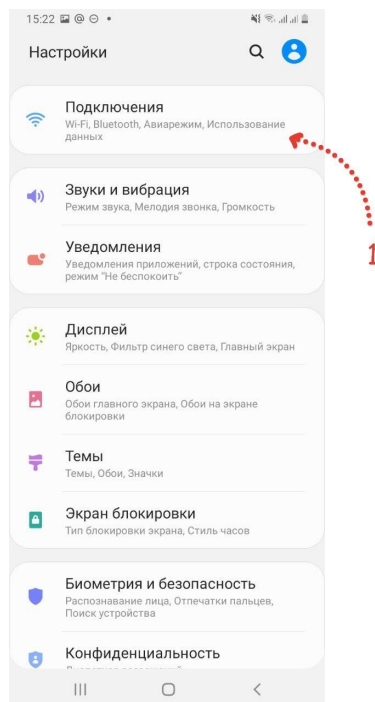 15:22
Настройки
Подключения
Wi-Fi, Bluetooth, Авиарежим, Использование
данных
1
Звуки и вибрация
Режим звука, Мелодия звонка, Громкость
Уведомления
Уведомления приложений, строка состояния,
режим "Не беспокоить"
Дисплей
Яркость, Фильтр синего света, Главный экран
Обои
Обои главного экрана, Обои на экране
блокировки
Темы
Темы, Обои, Значки
Экран блокировки
Тип блокировки экрана, Стиль часов
Биометрия и безопасность
Распознавание лица, Отпечатки пальцев,
Поиск устройства
Конфиденциальность